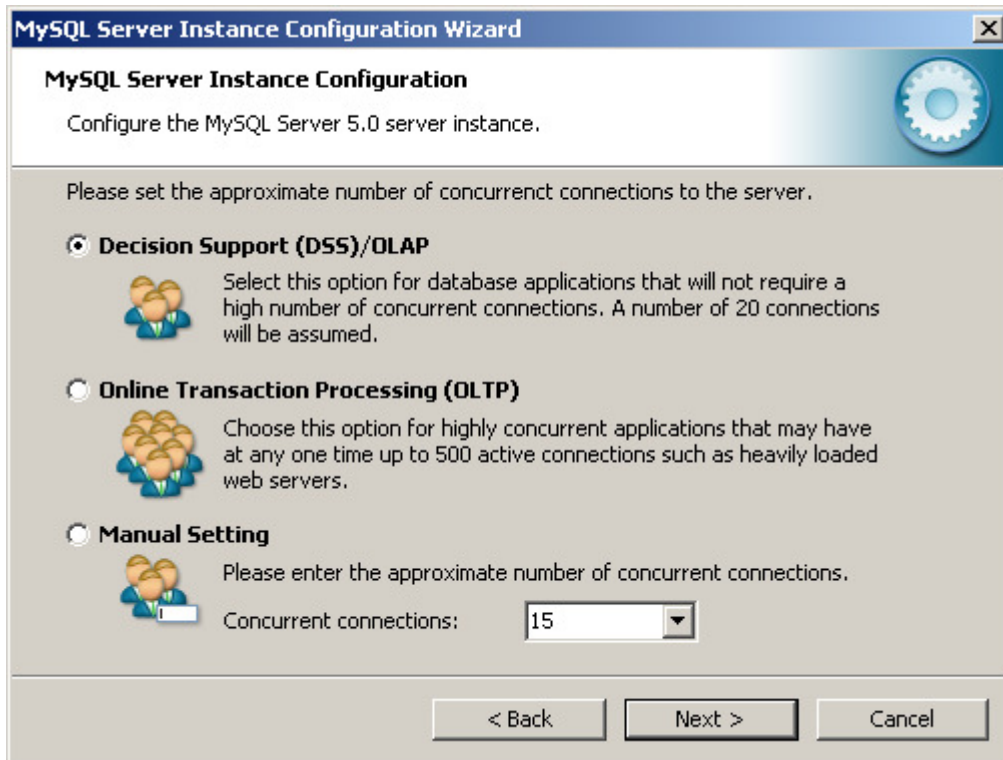 MySQL Server Instance Configuration Wizard
MySQL Server Instance Configuration
Configure the MySQL Server 5.0 server instance.
Please set the approximate number of concurrenct connections to the server.
Decision Support (DSS)/OLAP
Select this option for database applications that will not require a
high number of concurrent connections. A number of 20 connections
will be assumed.
Online Transaction Processing (OLTP)
Choose this option for highly concurrent applications that may have
at any one time up to 500 active connections such as heavily loaded
web servers.
Manual Setting
Please enter the approximate number of concurrent connections.
Concurrent connections: 15
< Back Next > Cancel